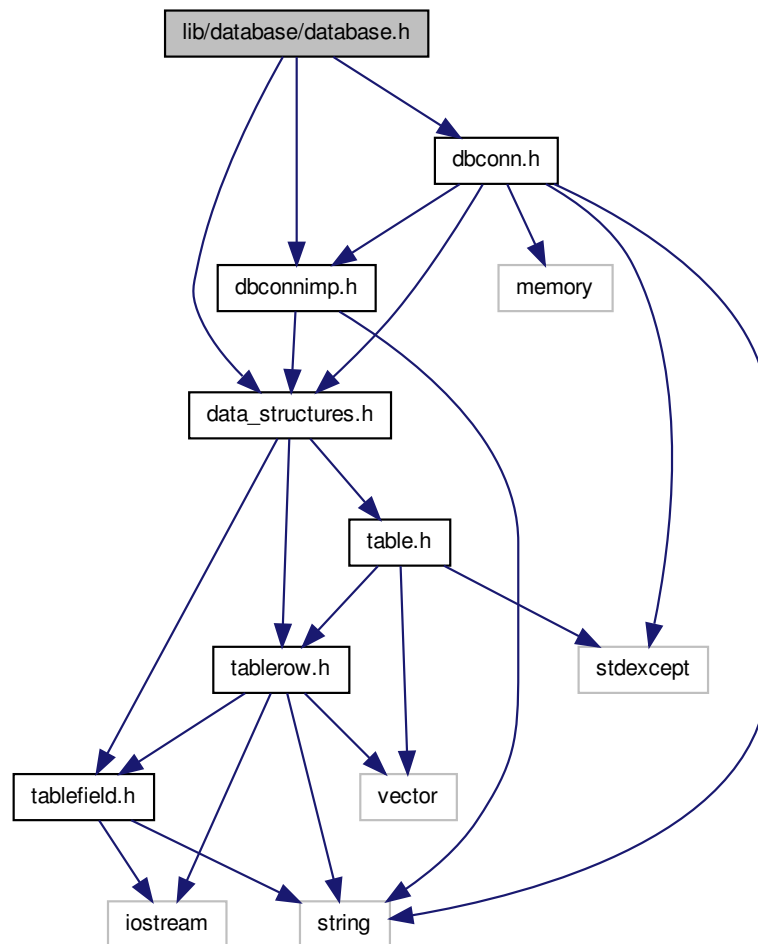 lib/database/database.h
dbconn.h
dbconnimp.h
memory
data_structures.h
table.h
tablerow.h
stdexcept
tablefield.h
vector
iostream
string